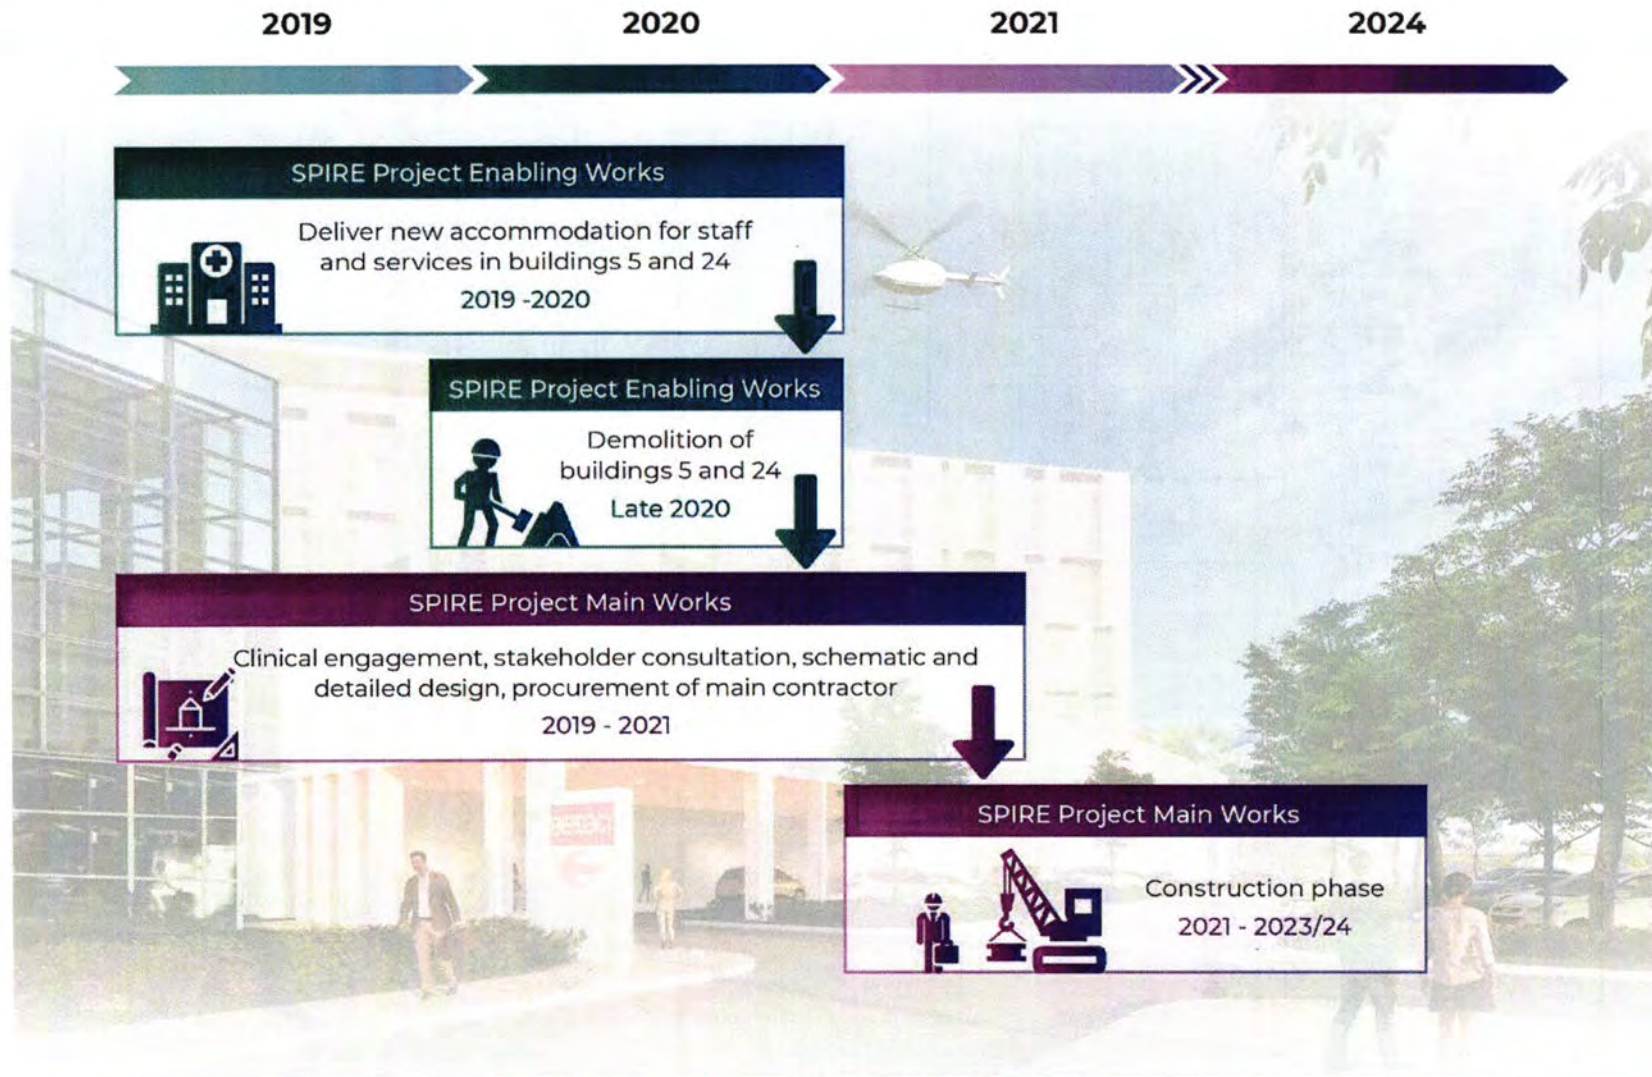 2019
2020
2021
2024
SPIRE Project Enabling Works
Deliver new accommodation for staff
and services in buildings 5 and 24
2019 -2020
SPIRE Project Enabling Works
Demolition of
buildings 5 and 24
Late 2020
SPIRE Project Main Works
Clinical engagement, stakeholder consultation, schematic and
detailed design, procurement of main contractor
2019 - 2021
SPIRE Project Main Works
Construction phase
2021 - 2023/24